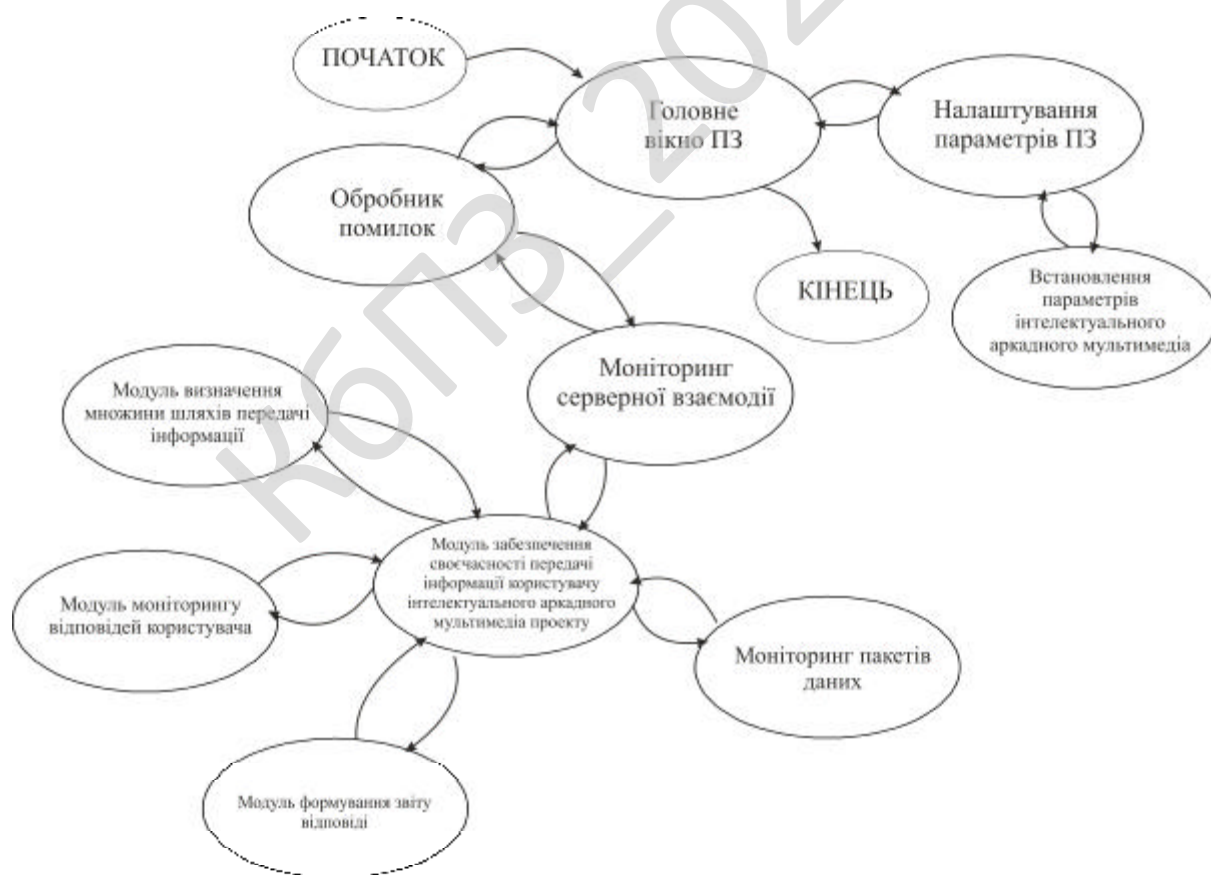 ПОЧАТОК
Головне
вікно ПЗ
Налаштування
параметрів ПЗ
Обробник
помилок
КІНЕЦЬ
Встановлення
параметрів
інтелектуального
аркадного мультимедіа
Моніторинг
серверної взаємодії
Модуль визначення
множини шляхів передачі
інформації
Модуль забезпечення
своєчасності передачі
інформації користувачу
інтелектуального аркадного
мультимедіа проекту
Модуль моніторингу
відповідей користувача
Моніторинг пакетів
даних
Модуль формування звіту
відповіді